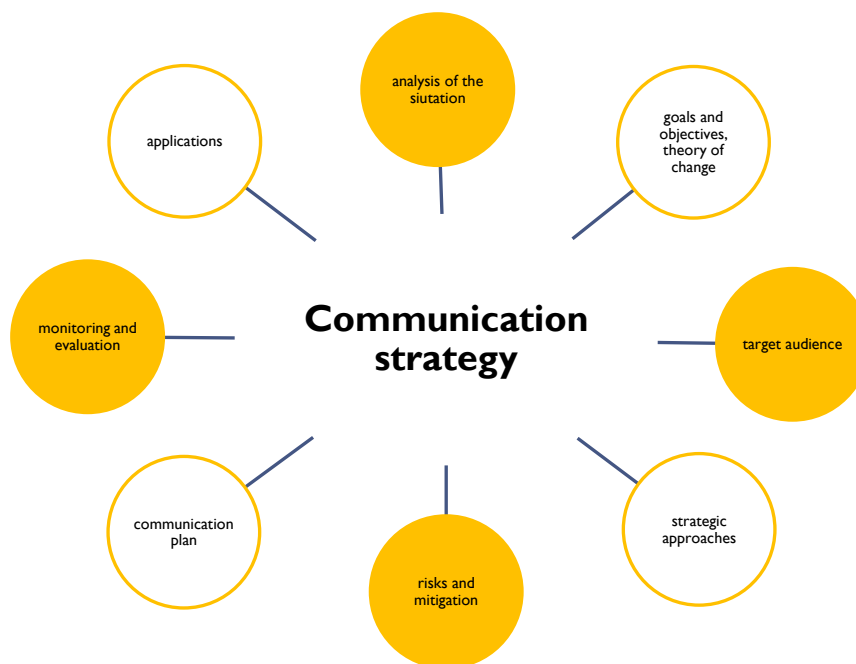 analysis of the
siutation
goals and
objectives,
theory of
change
target audience
strategic
approaches
risks and
mitigation
communication
plan
monitoring and
evaluation
applications
Communication
strategy